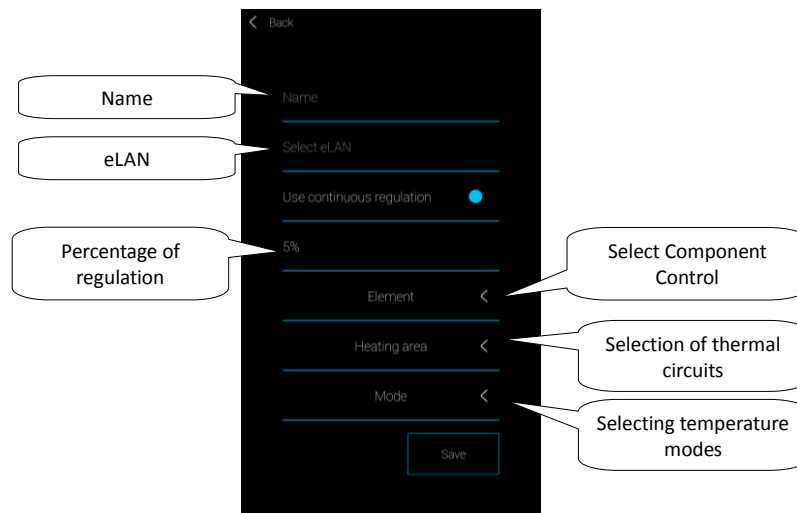 Back
Name
Name
eLAN
Select eLAN
Use continuous regulation
Percentage of
regulation
5%
Element
Select Component
Control
Heating area
Selection of thermal
circuits
Mode
Selecting temperature
modes
Save